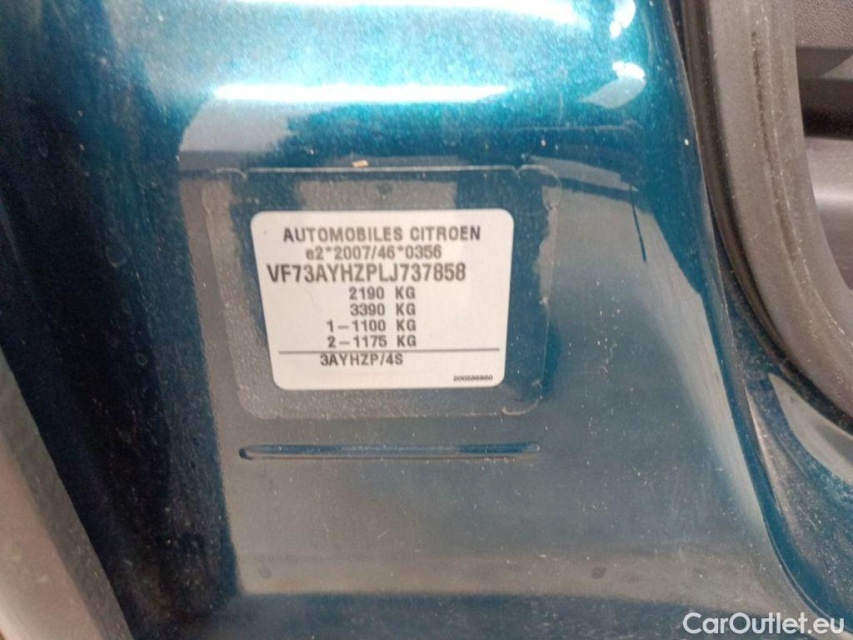 AUTOMOBILES CITROEN
e2*2007/46*0356
VF73AYHZPLJ737858
2190 KG
3390 KG
1-1100 KG
2-1175 KG
3AYHZP/4S
CarOutlet.eu